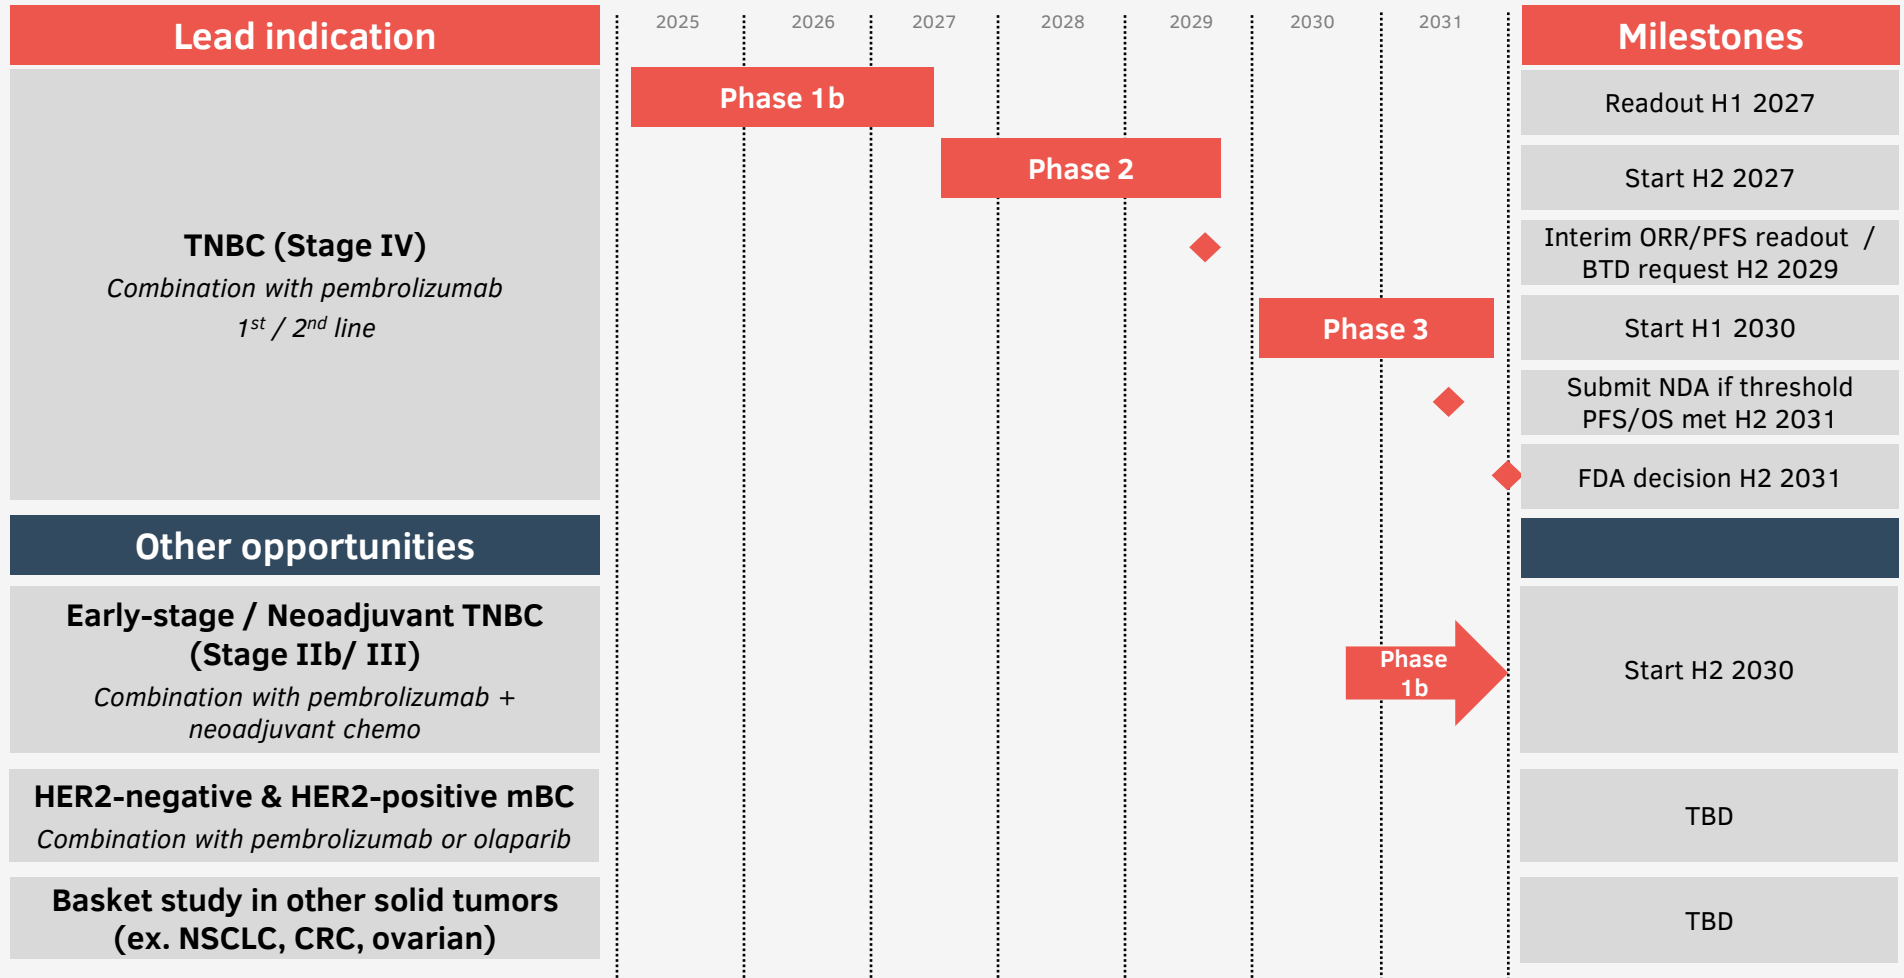 Lead indication
2025
2026
2027
2028
2029
2030
2031
Milestones
TNBC (Stage IV)
Combination with pembrolizumab
1st / 2nd line
Phase 1b
Readout H1 2027
Phase 2
Start H2 2027
Interim ORR/PFS readout /
BTD request H2 2029
Phase 3
Start H1 2030
Submit NDA if threshold
PFS/OS met H2 2031
FDA decision H2 2031
Other opportunities
Early-stage / Neoadjuvant TNBC
(Stage IIb/ III)
Combination with pembrolizumab +
neoadjuvant chemo
Phase
1b
Start H2 2030
HER2-negative & HER2-positive mBC
Combination with pembrolizumab or olaparib
TBD
Basket study in other solid tumors
(ex. NSCLC, CRC, ovarian)
TBD